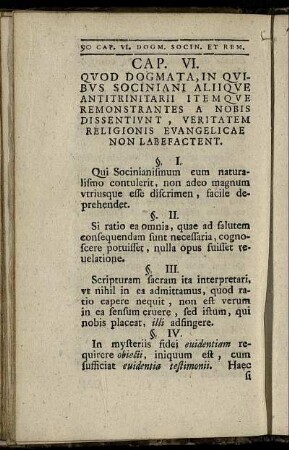 90 CAP. VI. DOGM. SOCIN. ET REM.
CAP. VI.
QVOD DOGMATA, IN QVI-
BVS SOCINIANI ALIIQVE
ANTITRINITARII ITEMQVE
REMONSTRANTES A NOBIS
DISSENTIVNT, VERITATEM
RELIGIONIS EVANGELICAE
NON LABEFACTENT.
§. I.
Qui Socinianismum cum natura-
lismo contulerit, non adeo magnum
vtriusque esse discrimen, facile de-
prehendet.
§. II.
Si ratio ea omnia, quae ad salutem
consequendam sunt necessaria, cogno-
scere potuisset, nulla opus fuisset re-
uelatione.
§. III.
Scripturam sacram ita interpretari,
vt nihil in ea admittamus, quod ra-
tio capere nequit, non est verum
in ea sensum eruere, sed istum, qui
nobis placeat, illi adfingere.
§. IV.
In mysteriis fidei euidentiam re-
quirere obiecti, iniquum est, cum
sufficiat euidentia testimonii. Haec
si